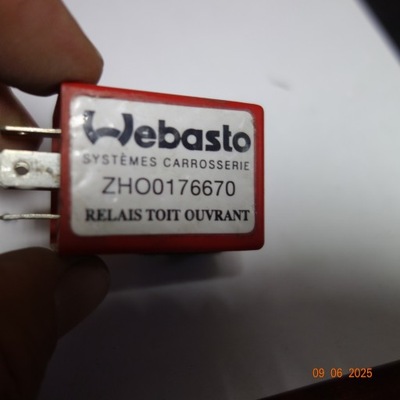 Webasto
SYSTÈMES CARROSSERIE
ZHO0176670
RELAIS TOIT OUVRANT
09 06 2025